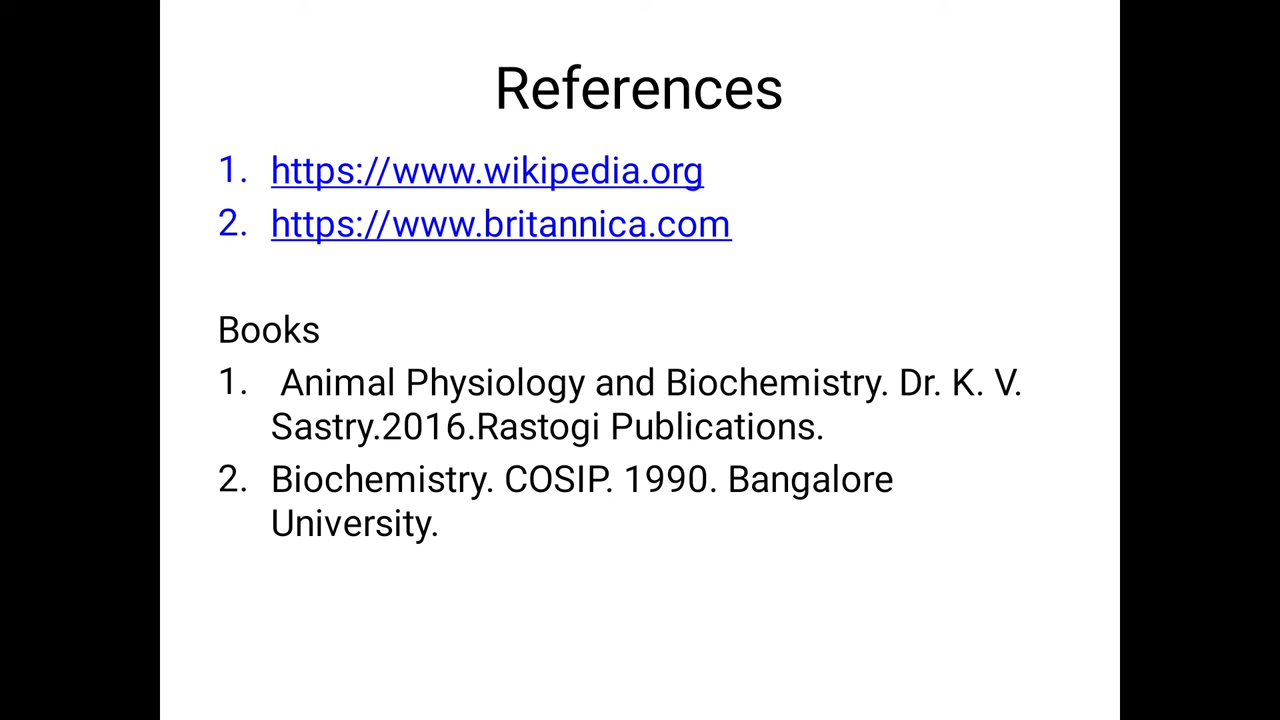 References
1. https://www.wikipedia.org
2. https://www.britannica.com
Books
1. Animal Physiology and Biochemistry. Dr. K. V.
Sastry.2016.Rastogi Publications.
2. Biochemistry. COSIP. 1990. Bangalore
University.